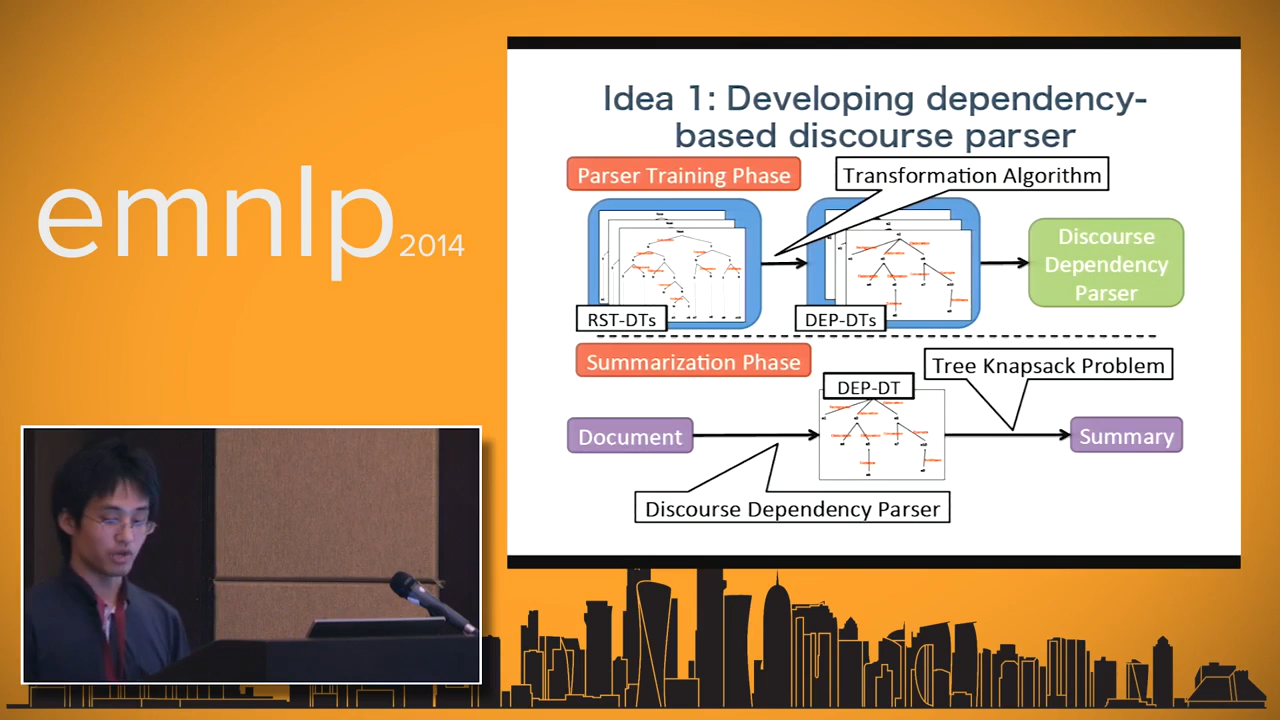 emnlp 2014
Idea 1: Developing dependency-
based discourse parser
Parser Training Phase
Transformation Algorithm
RST-DTs
DEP-DTs
Discourse
Dependency
Parser
Summarization Phase
Tree Knapsack Problem
DEP-DT
Document
Summary
Discourse Dependency Parser